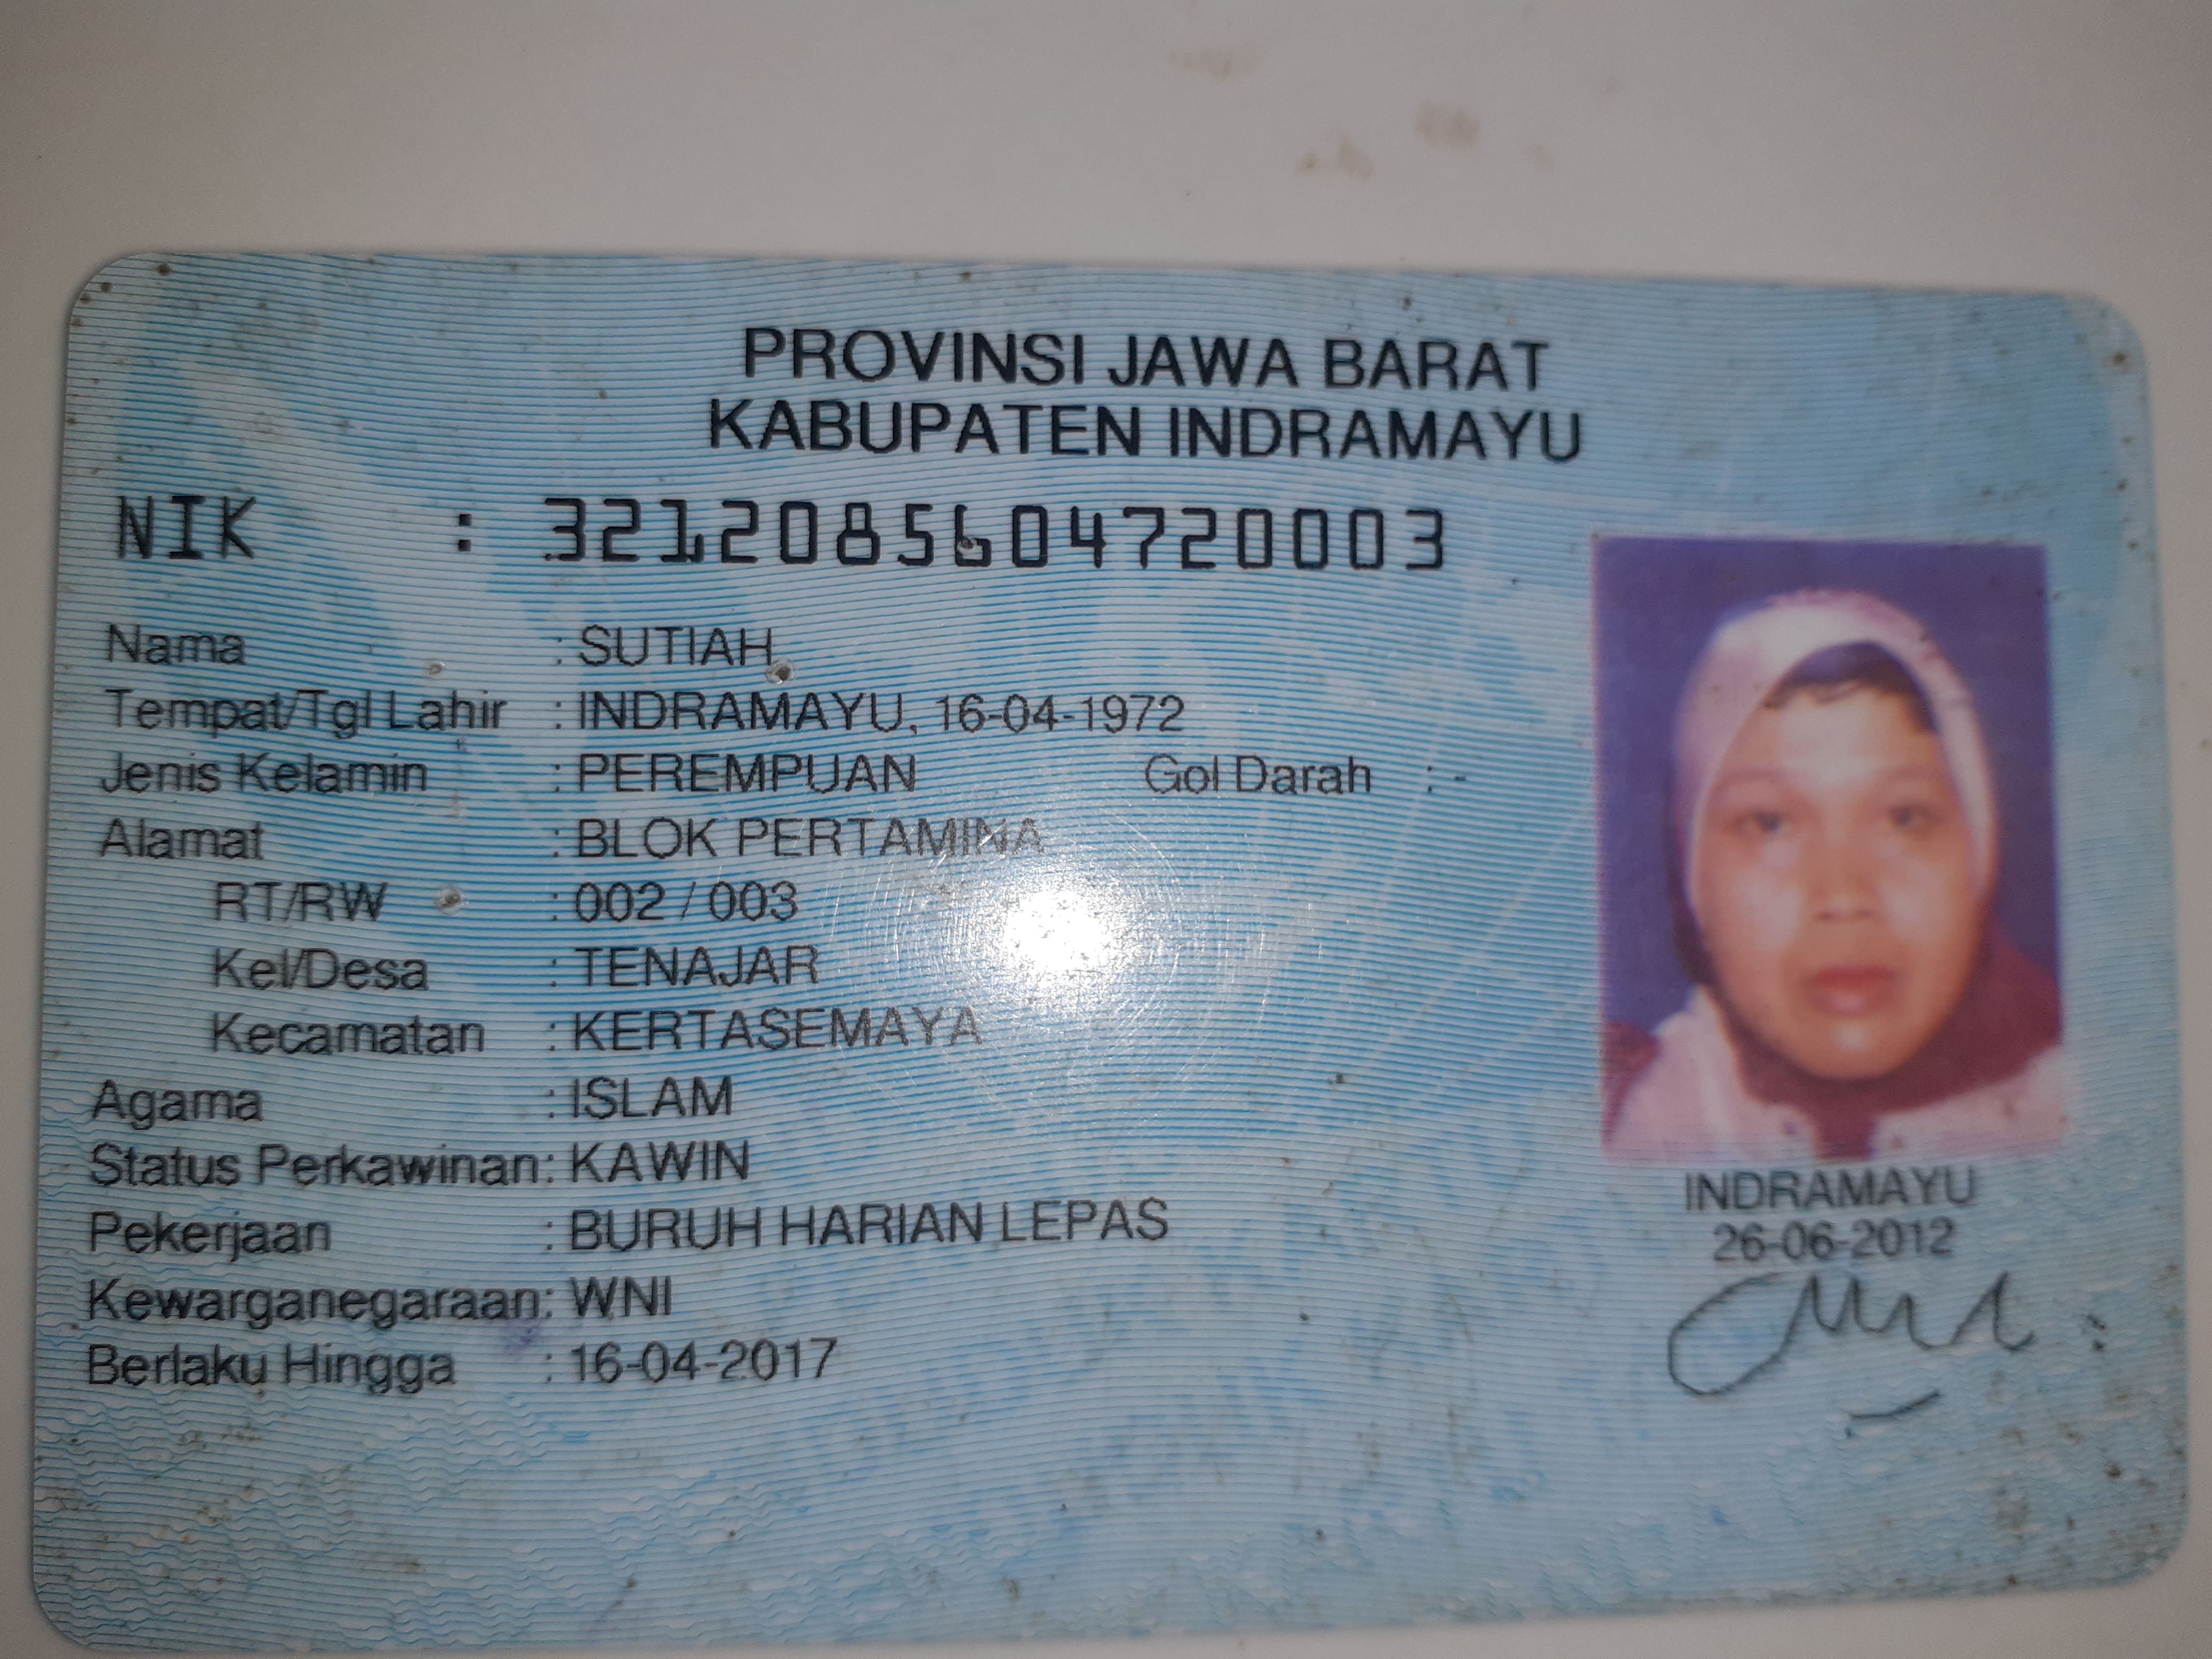 PROVINSI JAWA BARAT
KABUPATEN INDRAMAYU
NIK : 3212085604720003
Nama : SUTIAH
Tempat/Tgl Lahir : INDRAMAYU, 16-04-1972
Jenis Kelamin : PEREMPUAN Gol Darah : -
Alamat : BLOK PERTAMINA
RT/RW : 002 / 003
Kel/Desa : TENAJAR
Kecamatan : KERTASEMAYA
Agama : ISLAM
Status Perkawinan: KAWIN
Pekerjaan : BURUH HARIAN LEPAS
Kewarganegaraan: WNI
Berlaku Hingga : 16-04-2017
INDRAMAYU
26-06-2012